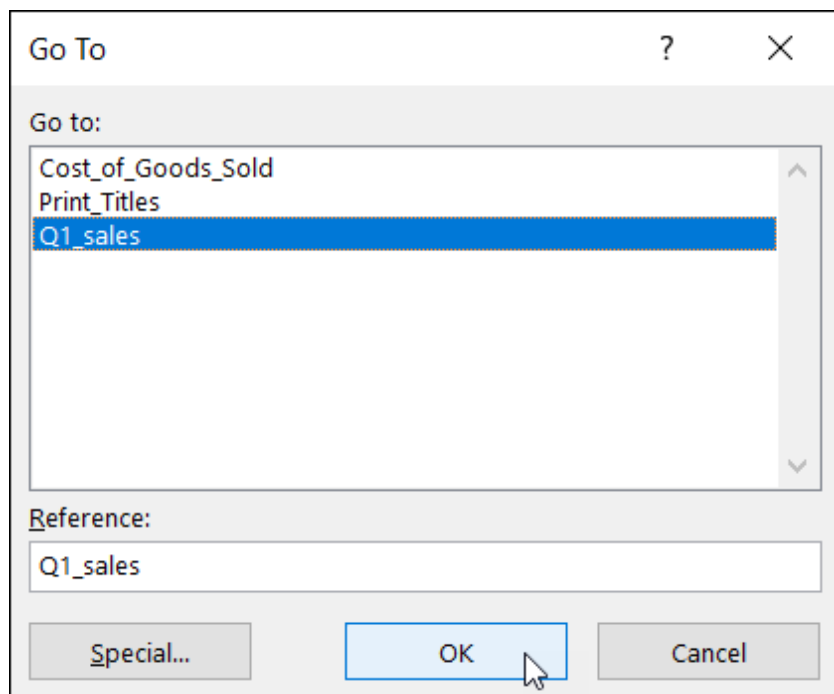 Go To ?
Go to:
Cost_of_Goods_Sold
Print_Titles
Q1_sales
Reference:
Q1_sales
Special... OK Cancel